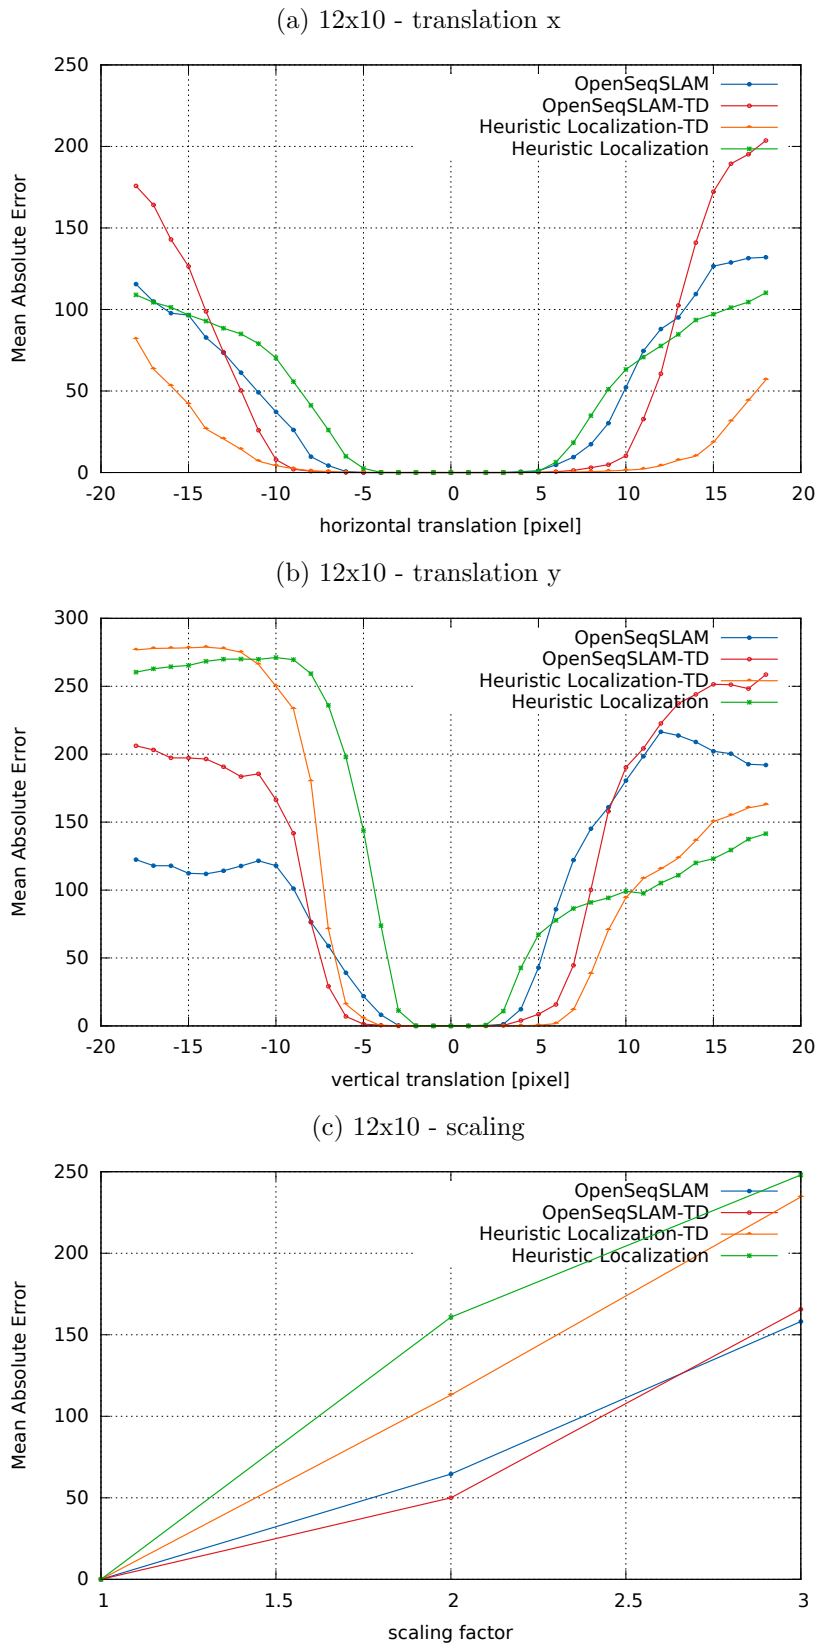 (a) 12x10 - translation x
250
200
150
100
50
0
Mean Absolute Error
OpenSeqSLAM
OpenSeqSLAM-TD
Heuristic Localization-TD
Heuristic Localization
-20 -15 -10 -5 0 5 10 15 20
horizontal translation [pixel]
(b) 12x10 - translation y
300
250
200
150
100
50
0
Mean Absolute Error
OpenSeqSLAM
OpenSeqSLAM-TD
Heuristic Localization-TD
Heuristic Localization
-20 -15 -10 -5 0 5 10 15 20
vertical translation [pixel]
(c) 12x10 - scaling
250
200
150
100
50
0
Mean Absolute Error
OpenSeqSLAM
OpenSeqSLAM-TD
Heuristic Localization-TD
Heuristic Localization
1 1.5 2 2.5 3
scaling factor